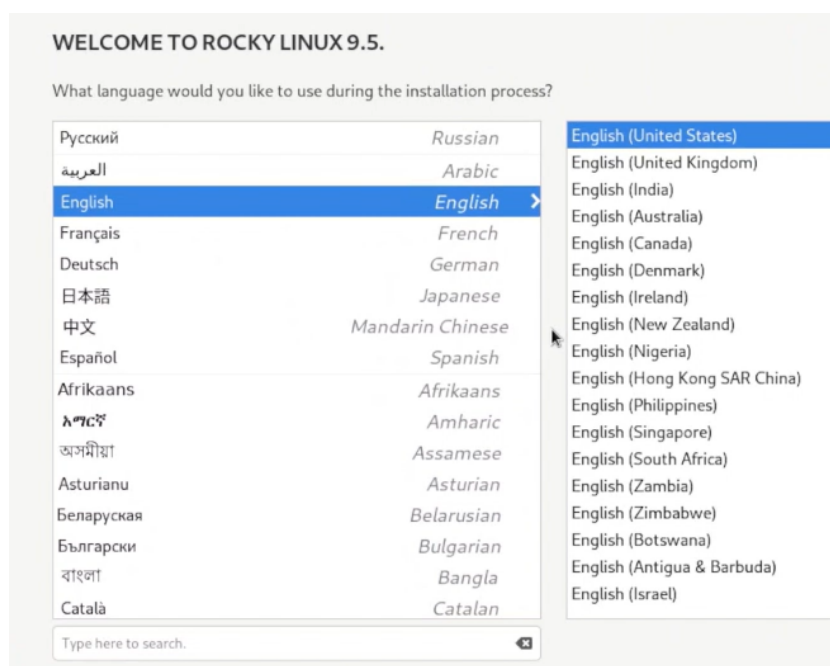 WELCOME TO ROCKY LINUX 9.5.
What language would you like to use during the installation process?
Русский Russian
العربية Arabic
English English
Français French
Deutsch German
日本語 Japanese
中文 Mandarin Chinese
Español Spanish
Afrikaans Afrikaans
አማርኛ Amharic
অসমীয়া Assamese
Asturianu Asturian
Беларуская Belarusian
Български Bulgarian
বাংলা Bangla
Català Catalan
Type here to search.
English (United States)
English (United Kingdom)
English (India)
English (Australia)
English (Canada)
English (Denmark)
English (Ireland)
English (New Zealand)
English (Nigeria)
English (Hong Kong SAR China)
English (Philippines)
English (Singapore)
English (South Africa)
English (Zambia)
English (Zimbabwe)
English (Botswana)
English (Antigua & Barbuda)
English (Israel)